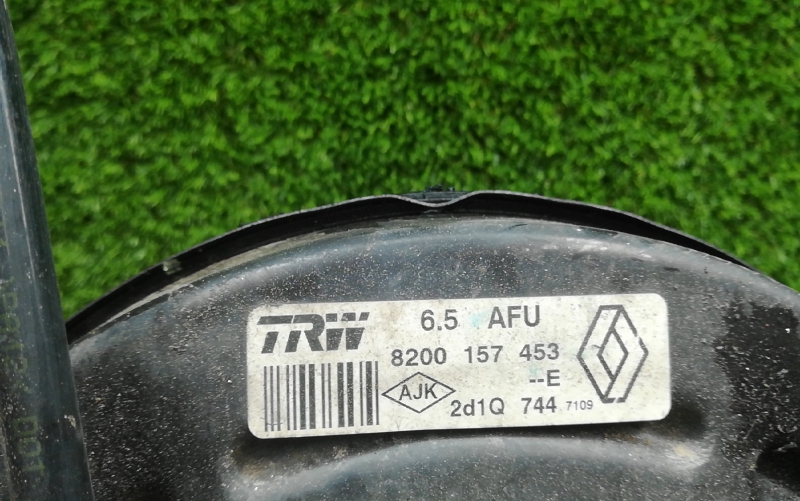 TRW 6.5 AFU
8200 157 453
--E
AJK
2d1Q 744 7109